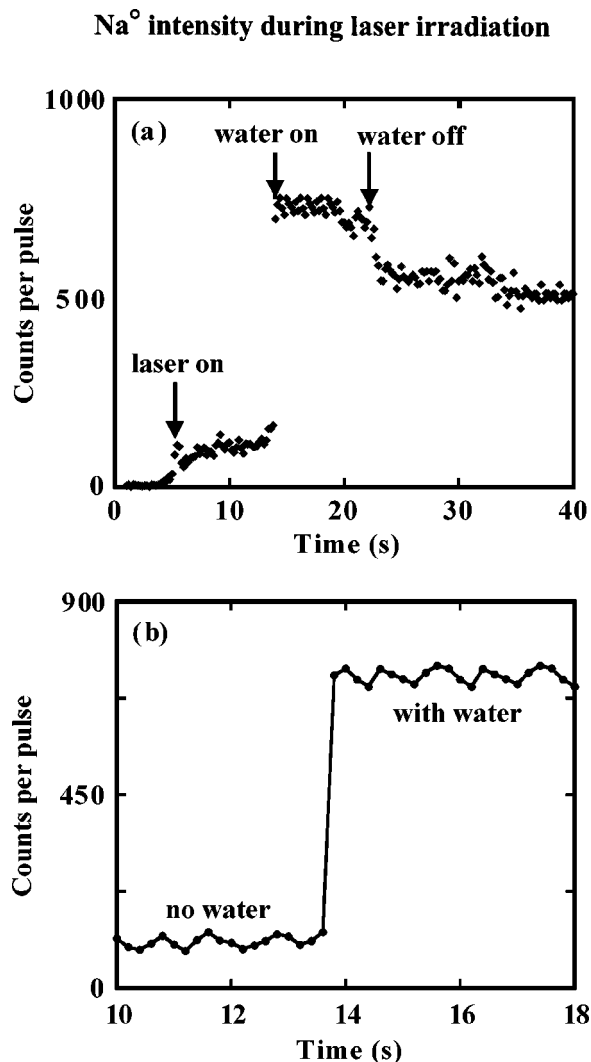 Na° intensity during laser irradiation
1000
(a)
water on
water off
Counts per pulse
500
laser on
0
0 10 20 30 40
Time (s)
900
(b)
with water
Counts per pulse
450
no water
0
10 12 14 16 18
Time (s)